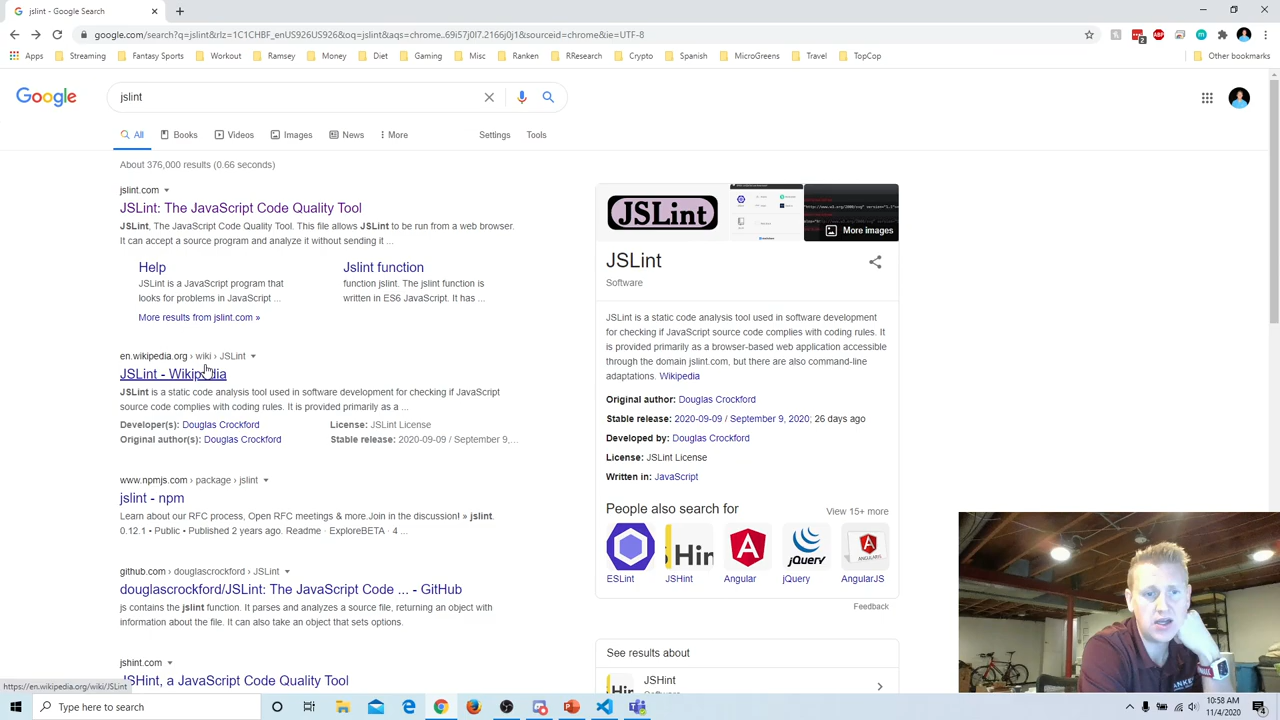 jslint - Google Search
google.com/search?q=jslint&rlz=1C1CHBF_enUS926US926&oq=jslint&aqs=chrome..69i57j0l7.2166j0j1&sourceid=chrome&ie=UTF-8
Apps Streaming Fantasy Sports Workout Ramsey Money Diet Gaming Misc Ranken RResearch Crypto Spanish MicroGreens Travel TopCop Other bookmarks
Google
jslint
All Books Videos Images News More Settings Tools
About 376,000 results (0.66 seconds)
jslint.com
JSLint: The JavaScript Code Quality Tool
JSLint, The JavaScript Code Quality Tool. This file allows JSLint to be run from a web browser.
It can accept a source program and analyze it without sending it ...
Help
JSLint is a JavaScript program that
looks for problems in JavaScript ...
Jslint function
function jslint. The jslint function is
written in ES6 JavaScript. It has ...
More results from jslint.com »
en.wikipedia.org › wiki › JSLint
JSLint - Wikipedia
JSLint is a static code analysis tool used in software development for checking if JavaScript
source code complies with coding rules. It is provided primarily as a ...
Developer(s): Douglas Crockford License: JSLint License
Original author(s): Douglas Crockford Stable release: 2020-09-09 / September 9,...
www.npmjs.com › package › jslint
jslint - npm
Learn about our RFC process, Open RFC meetings & more.Join in the discussion! » jslint.
0.12.1 • Public • Published 2 years ago. Readme · ExploreBETA · 4 ...
github.com › douglascrockford › JSLint
douglascrockford/JSLint: The JavaScript Code ... - GitHub
js contains the jslint function. It parses and analyzes a source file, returning an object with
information about the file. It can also take an object that sets options.
jshint.com
JSHint, a JavaScript Code Quality Tool
JSLint
More images
JSLint
Software
JSLint is a static code analysis tool used in software development
for checking if JavaScript source code complies with coding rules. It
is provided primarily as a browser-based web application accessible
through the domain jslint.com, but there are also command-line
adaptations. Wikipedia
Original author: Douglas Crockford
Stable release: 2020-09-09 / September 9, 2020; 26 days ago
Developed by: Douglas Crockford
License: JSLint License
Written in: JavaScript
People also search for
View 15+ more
ESLint JSHint Angular jQuery AngularJS
Feedback
See results about
JSHint
https://en.wikipedia.org/wiki/JSLint
Type here to search
10:58 AM
11/4/2020